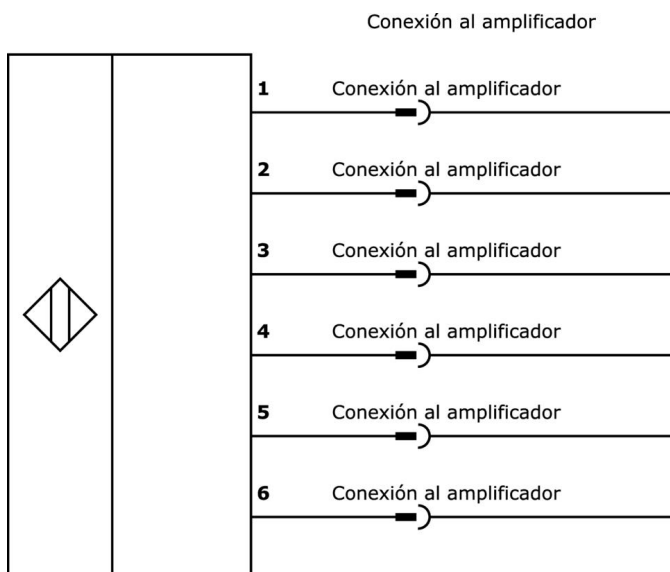 Conexión al amplificador
1 Conexión al amplificador
2 Conexión al amplificador
3 Conexión al amplificador
4 Conexión al amplificador
5 Conexión al amplificador
6 Conexión al amplificador